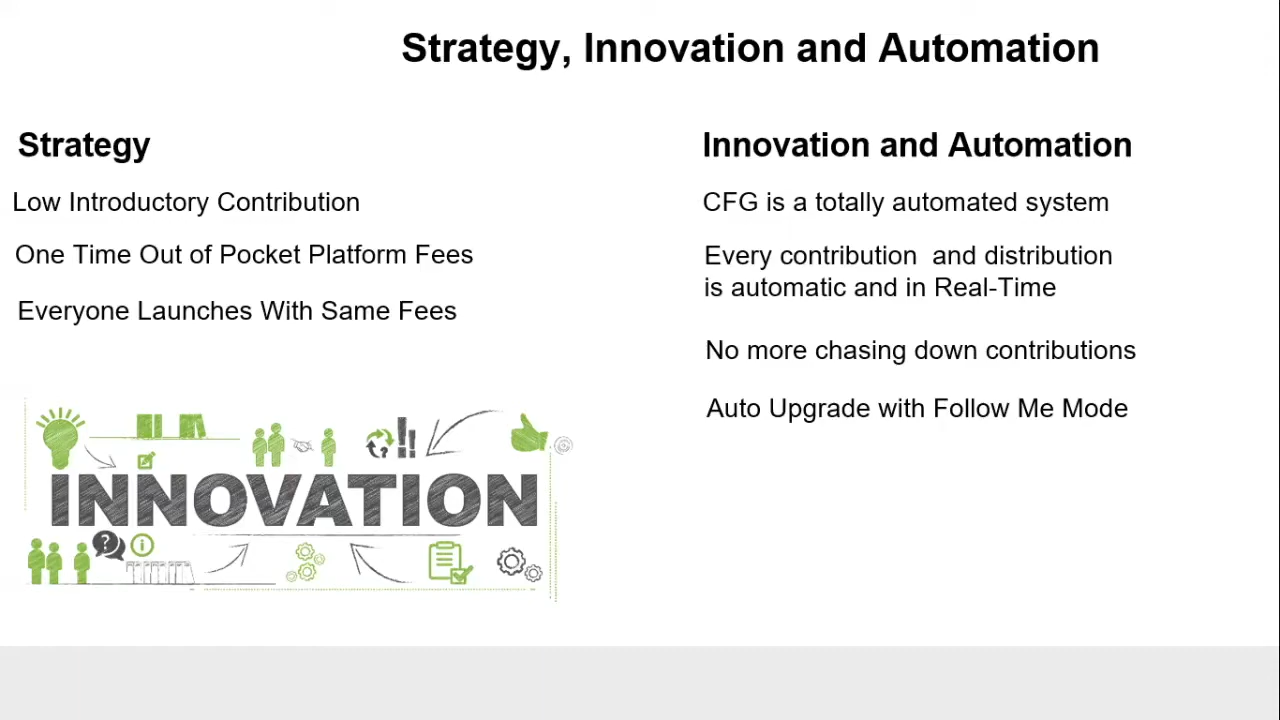 Strategy, Innovation and Automation
Strategy
Low Introductory Contribution
One Time Out of Pocket Platform Fees
Everyone Launches With Same Fees
INNOVATION
Innovation and Automation
CFG is a totally automated system
Every contribution  and distribution
is automatic and in Real-Time
No more chasing down contributions
Auto Upgrade with Follow Me Mode